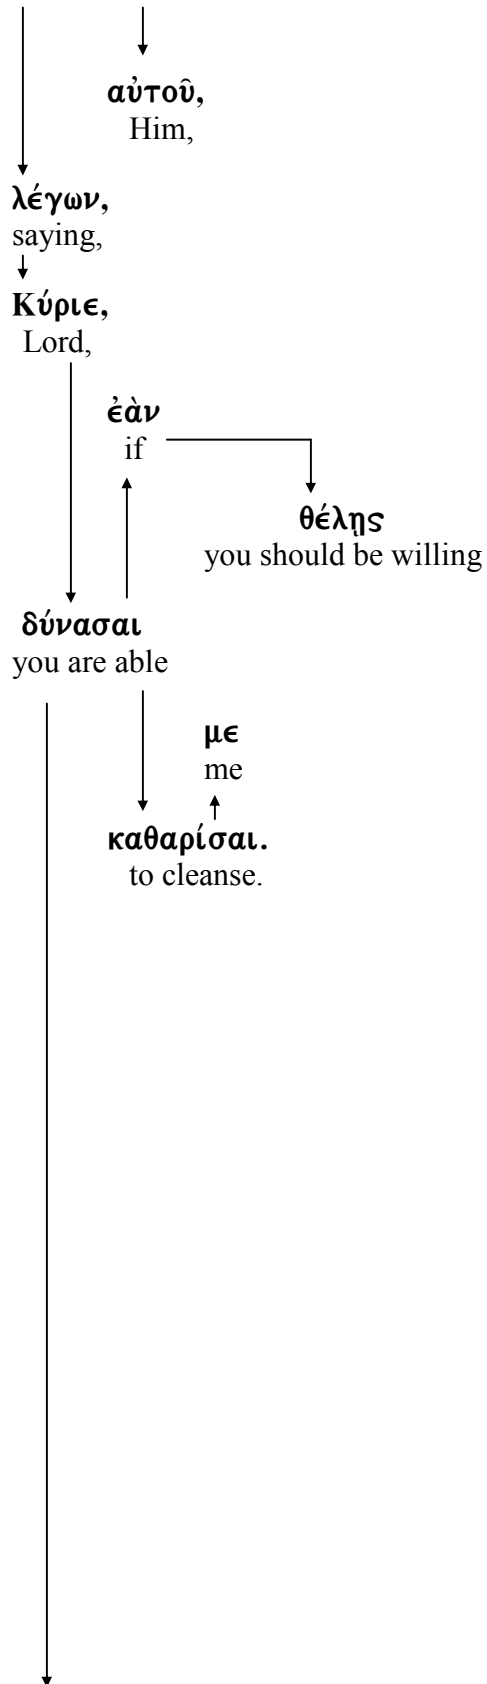 αὐτοῦ,
Him,
λέγων,
saying,
Κύριε,
Lord,
ἐὰν
if
θέλῃς
you should be willing
δύνασαι
you are able
με
me
καθαρίσαι.
to cleanse.